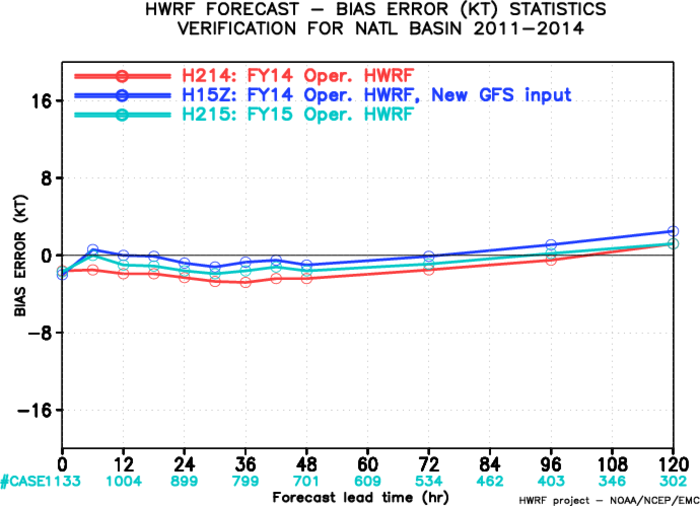 HWRF FORECAST – BIAS ERROR (KT) STATISTICS
VERIFICATION FOR NATL BASIN 2011–2014
H214: FY14 Oper. HWRF
H15Z: FY14 Oper. HWRF, New GFS input
H215: FY15 Oper. HWRF
16
8
0
–8
–16
BIAS ERROR (KT)
0 12 24 36 48 60 72 84 96 108 120
#CASE1133 1004 899 799 701 609 534 462 403 346 302
Forecast lead time (hr)
HWRF project – NOAA/NCEP/EMC